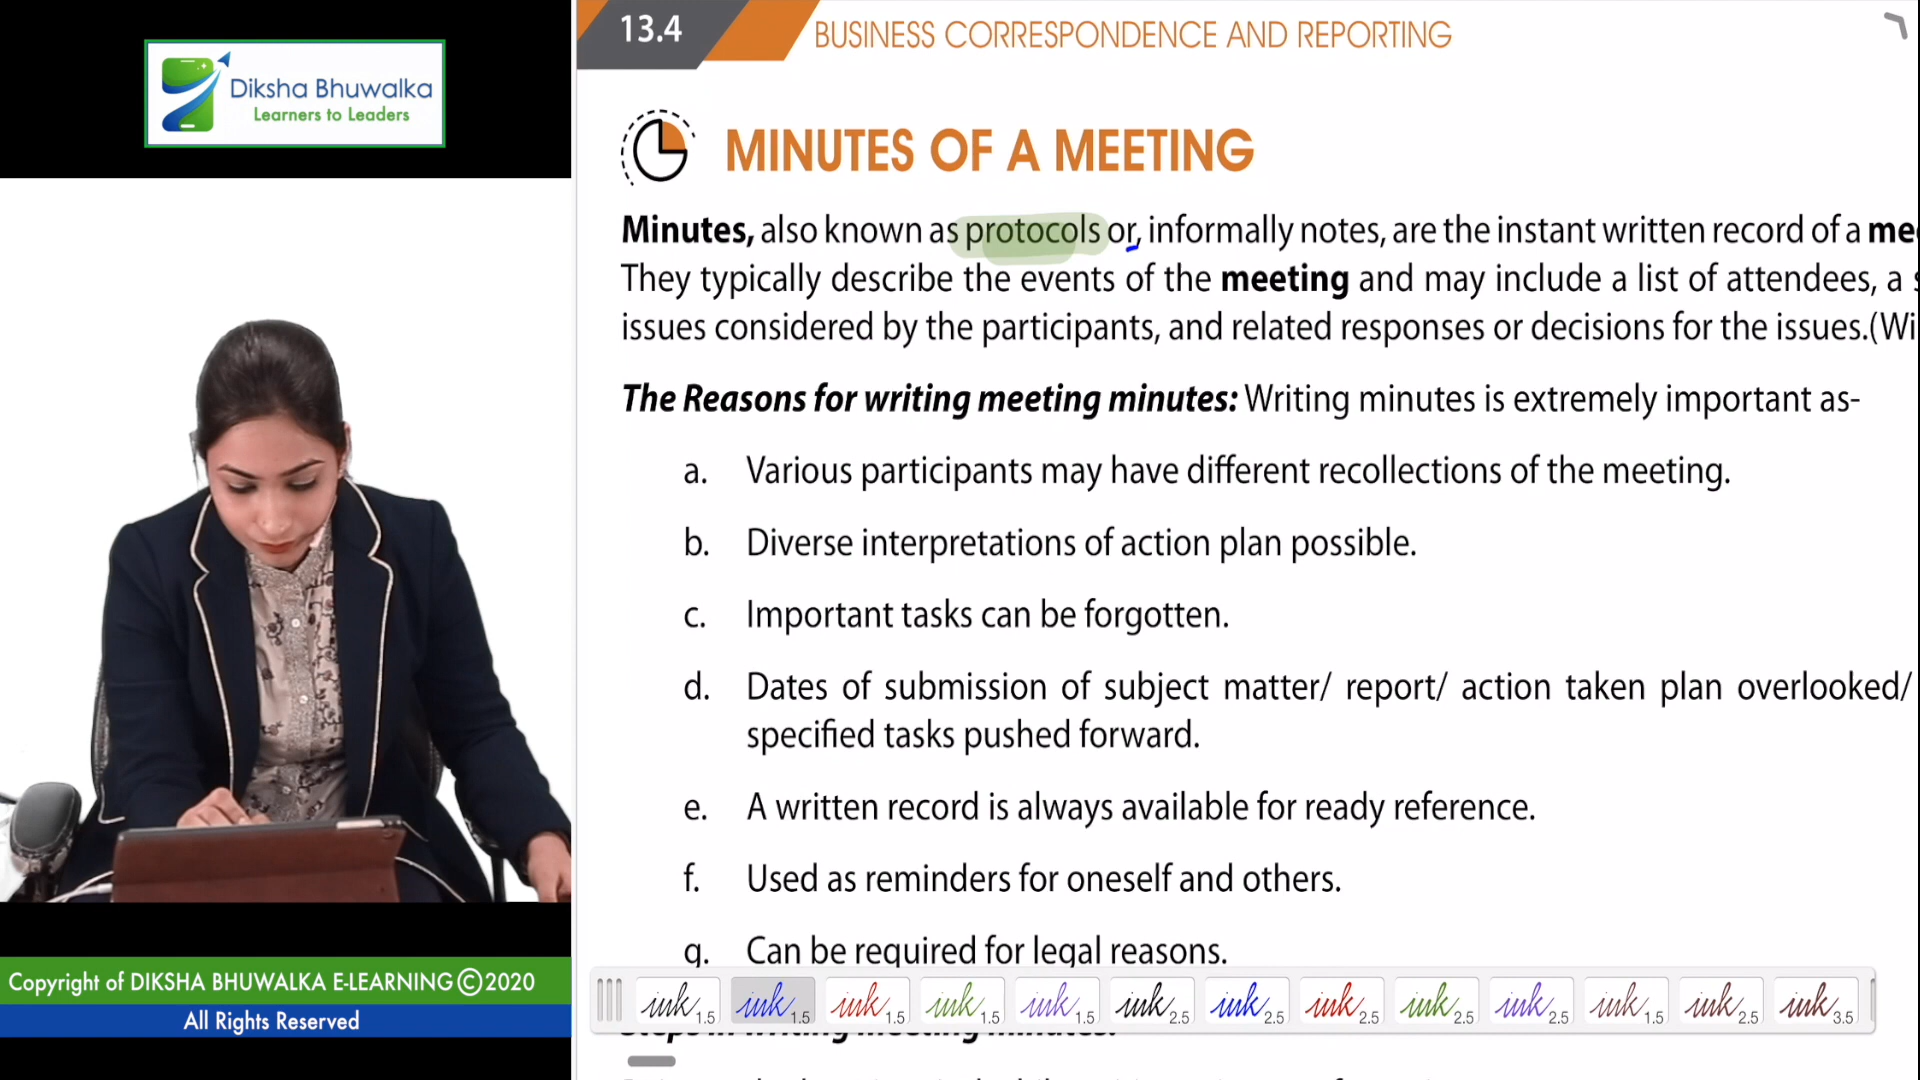 Diksha Bhuwalka
Learners to Leaders
13.4
BUSINESS CORRESPONDENCE AND REPORTING
MINUTES OF A MEETING
Minutes, also known as protocols or, informally notes, are the instant written record of a
They typically describe the events of the meeting and may include a list of attendees, a
issues considered by the participants, and related responses or decisions for the issues.
The Reasons for writing meeting minutes: Writing minutes is extremely important as-
a. Various participants may have different recollections of the meeting.
b. Diverse interpretations of action plan possible.
c. Important tasks can be forgotten.
d. Dates of submission of subject matter/ report/ action taken plan overlooked/
specified tasks pushed forward.
e. A written record is always available for ready reference.
f. Used as reminders for oneself and others.
g. Can be required for legal reasons.
ink 1.5 ink 1.5 ink 1.5 ink 1.5 ink 1.5 ink 2.5 ink 2.5 ink 2.5 ink 2.5 ink 2.5 ink 1.5 ink 2.5 ink 3.5
Steps in writing meeting minutes:
Copyright of DIKSHA BHUWALKA E-LEARNING © 2020
All Rights Reserved